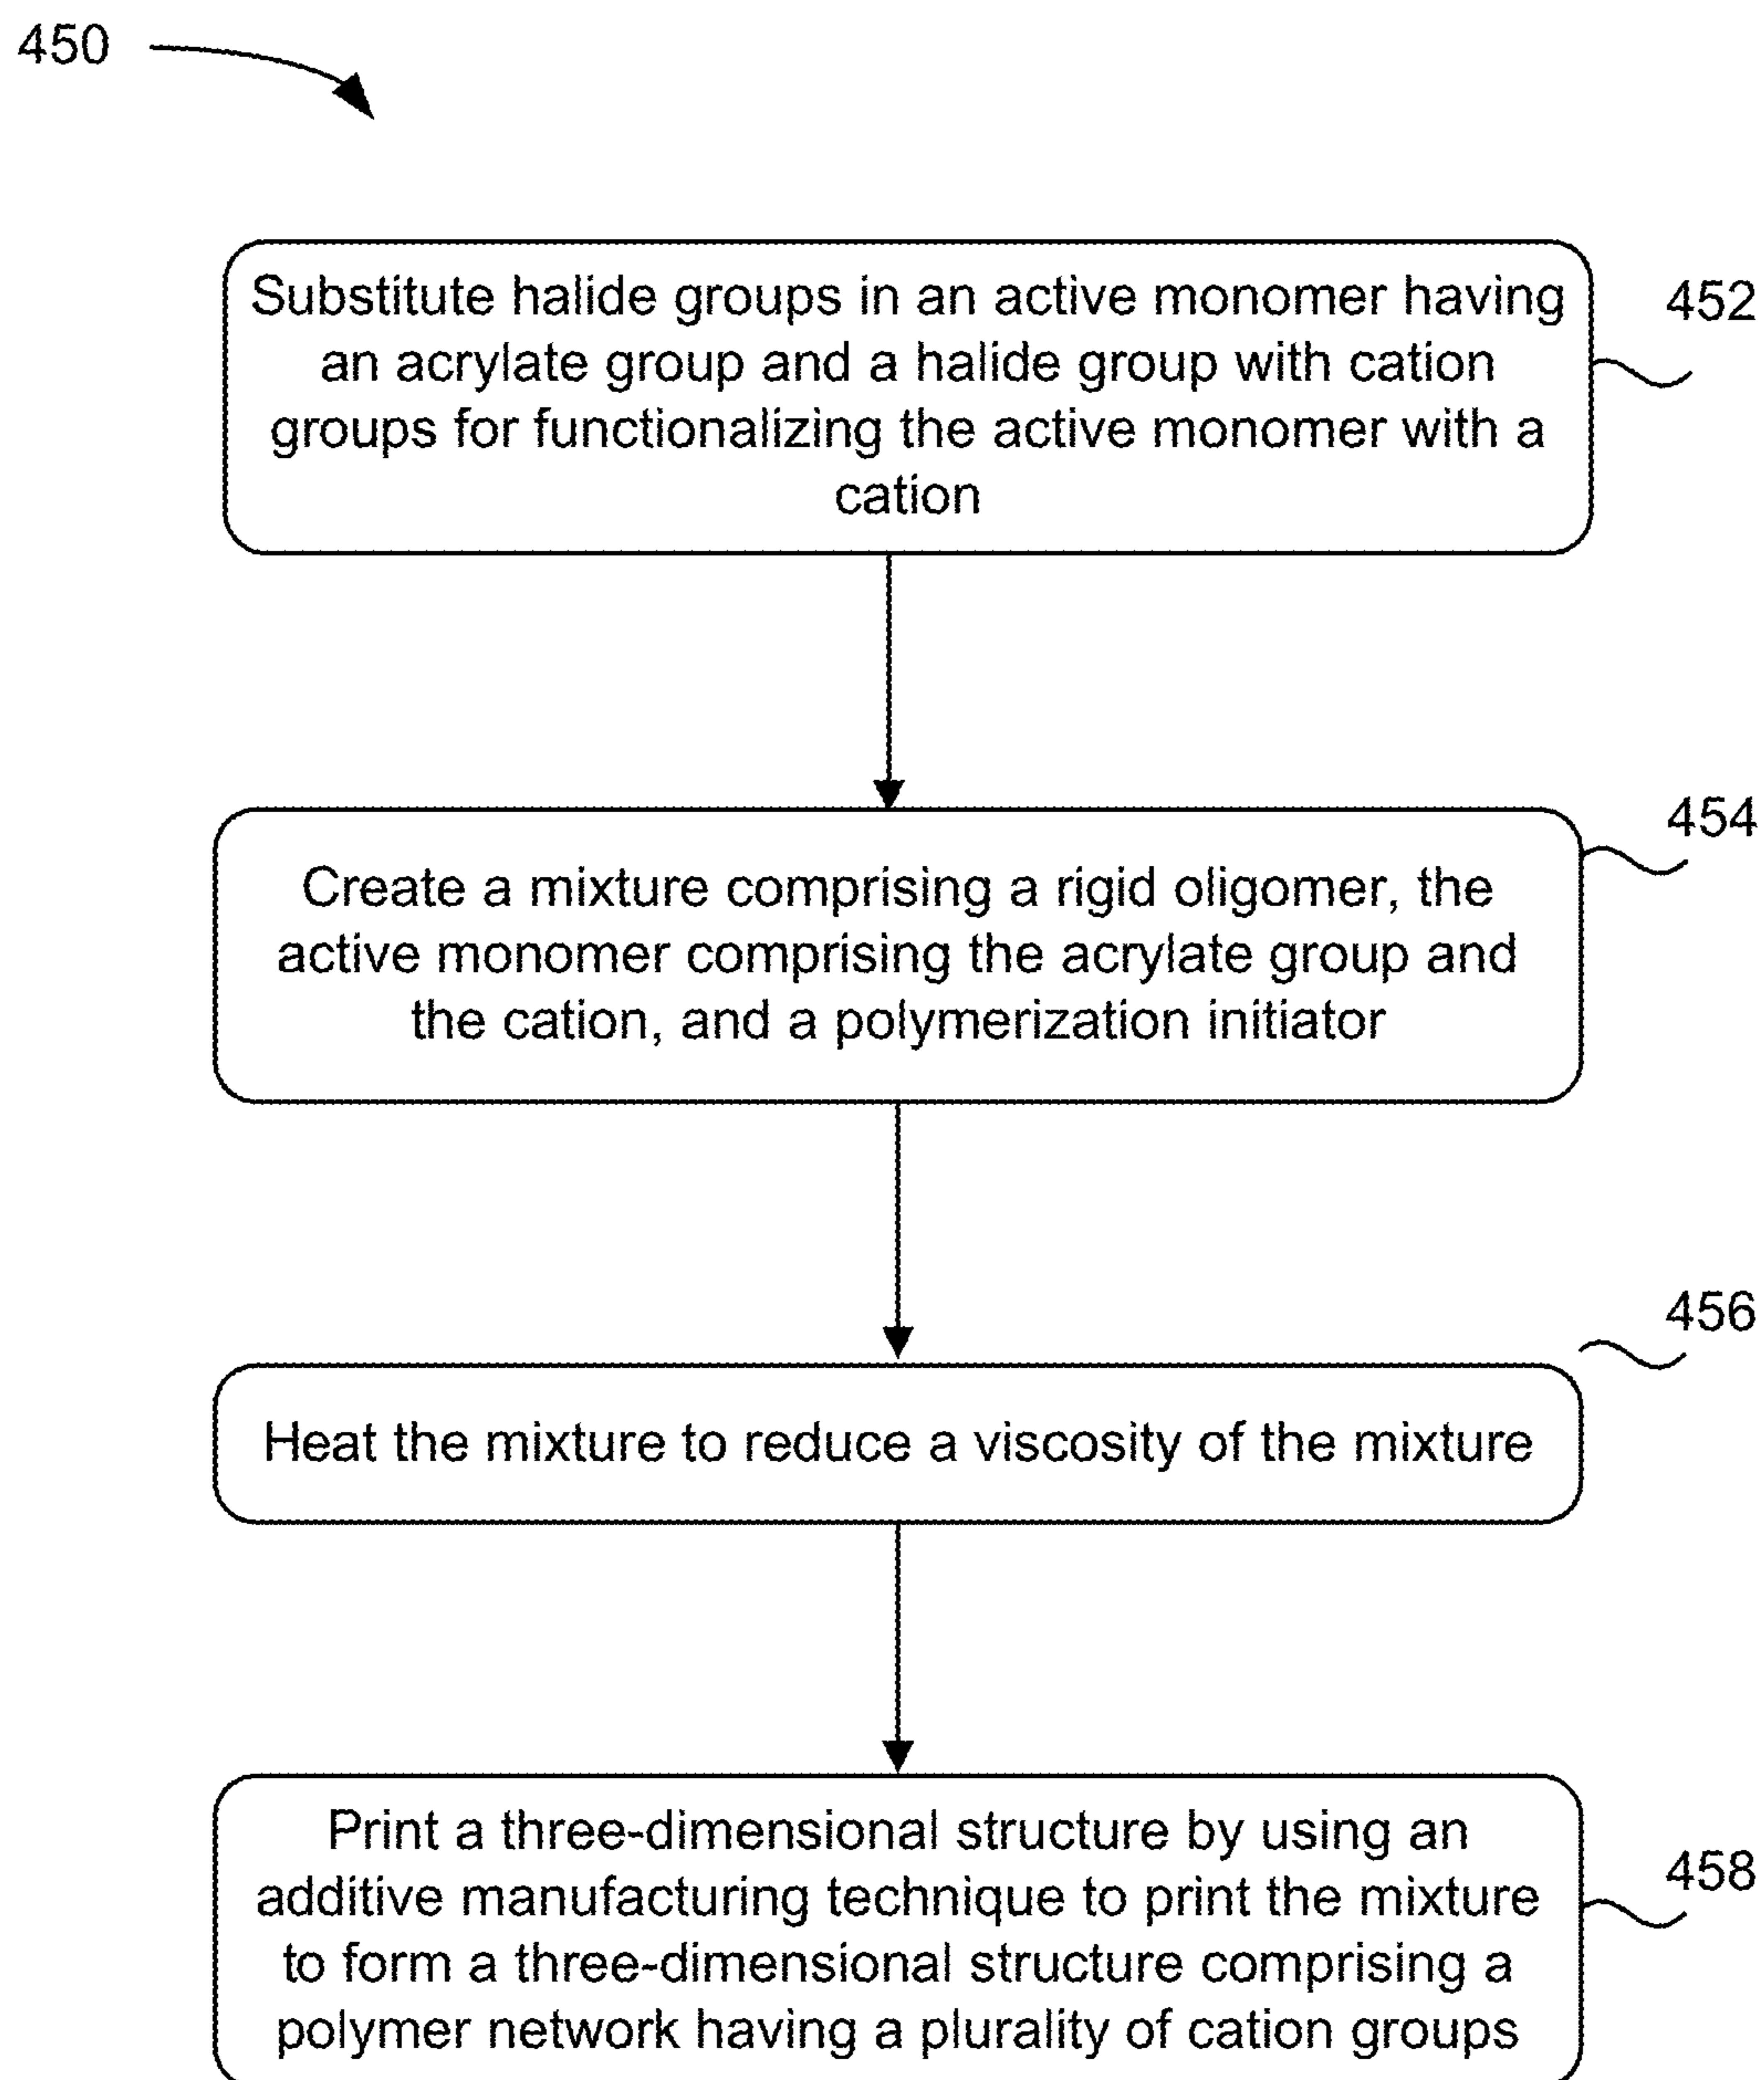 450
Substitute halide groups in an active monomer having
452
an acrylate group and a halide group with cation
groups for functionalizing the active monomer with a
cation
454
Create a mixture comprising a rigid oligomer, the
active monomer comprising the acrylate group and
the cation, and a polymerization initiator
456
Heat the mixture to reduce a viscosity of the mixture
Print a three-dimensional structure by using an
additive manufacturing technique to print the mixture
458
to form a three-dimensional structure comprising a
polymer network having a plurality of cation groups